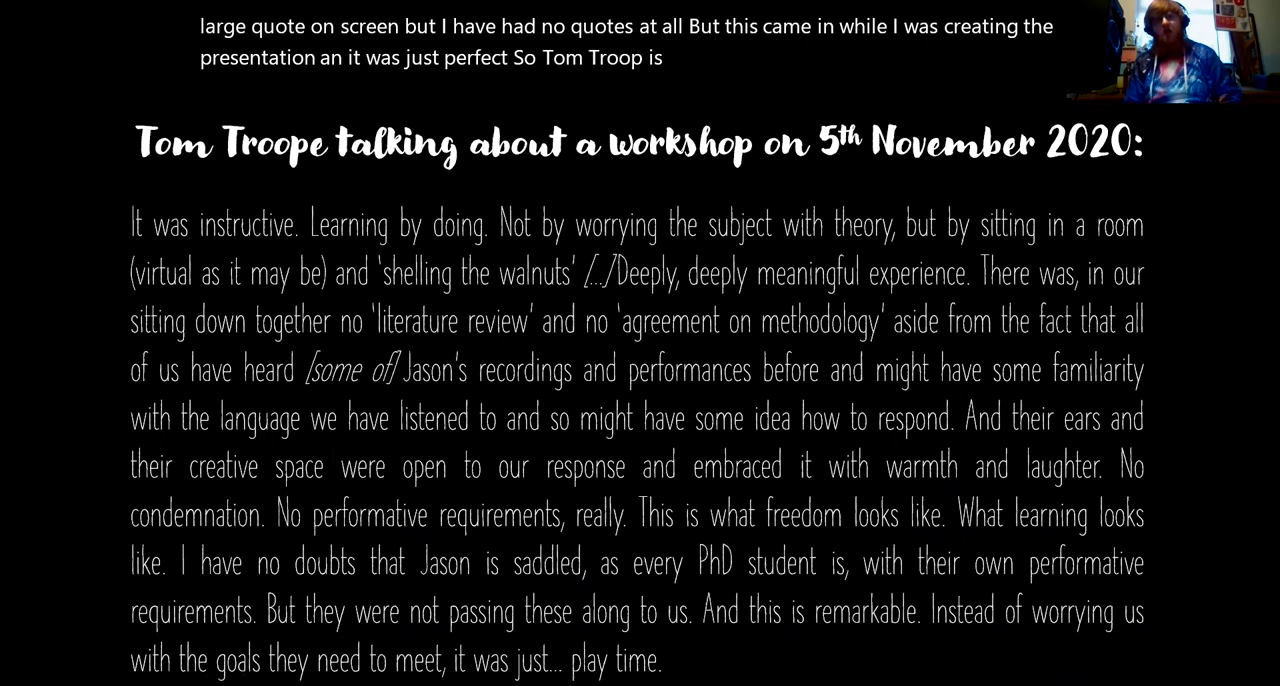 large quote on screen but I have had no quotes at all But this came in while I was creating the
presentation an it was just perfect So Tom Troop is
Tom Troope talking about a workshop on 5th November 2020:
It was instructive. Learning by doing. Not by worrying the subject with theory, but by sitting in a room
(virtual as it may be) and 'shelling the walnuts' [...]Deeply, deeply meaningful experience. There was, in our
sitting down together no 'literature review' and no 'agreement on methodology' aside from the fact that all
of us have heard [some of] Jason's recordings and performances before and might have some familiarity
with the language we have listened to and so might have some idea how to respond. And their ears and
their creative space were open to our response and embraced it with warmth and laughter. No
condemnation. No performative requirements, really. This is what freedom looks like. What learning looks
like. I have no doubts that Jason is saddled, as every PhD student is, with their own performative
requirements. But they were not passing these along to us. And this is remarkable. Instead of worrying us
with the goals they need to meet, it was just... play time.